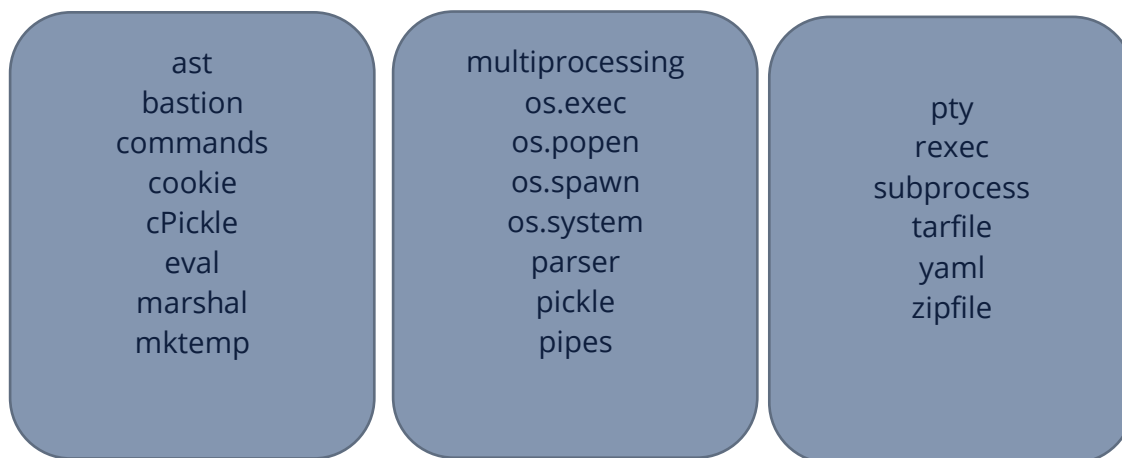 ast
bastion
commands
cookie
cPickle
eval
marshal
mktemp
multiprocessing
os.exec
os.popen
os.spawn
os.system
parser
pickle
pipes
pty
rexec
subprocess
tarfile
yaml
zipfile